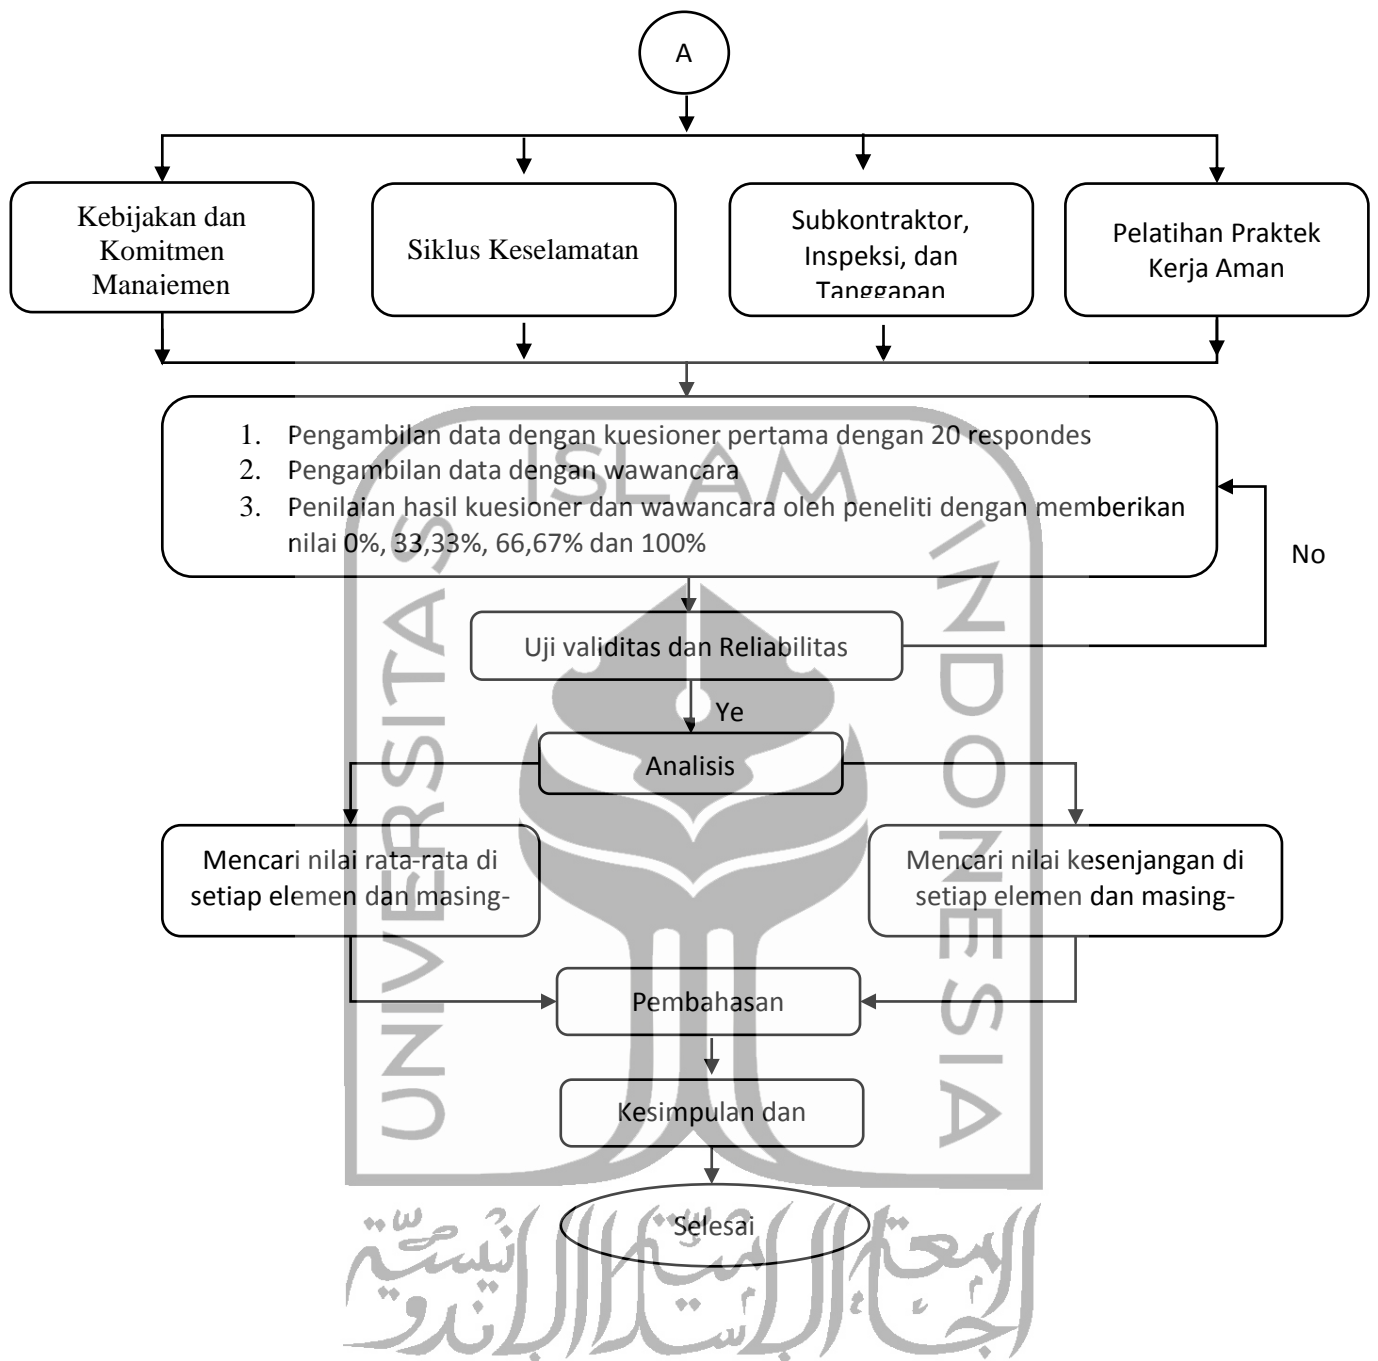 A
Kebijakan dan
Komitmen
Manajemen
Siklus Keselamatan
Subkontraktor,
Inspeksi, dan
Tanggapan
Pelatihan Praktek
Kerja Aman
1. Pengambilan data dengan kuesioner pertama dengan 20 respondes
2. Pengambilan data dengan wawancara
3. Penilaian hasil kuesioner dan wawancara oleh peneliti dengan memberikan
nilai 0%, 33,33%, 66,67% dan 100%
No
Uji validitas dan Reliabilitas
Ye
Analisis
Mencari nilai rata-rata di
setiap elemen dan masing-
Mencari nilai kesenjangan di
setiap elemen dan masing-
Pembahasan
Kesimpulan dan
Selesai
UNIVERSITAS
ISLAM
INDONESIA